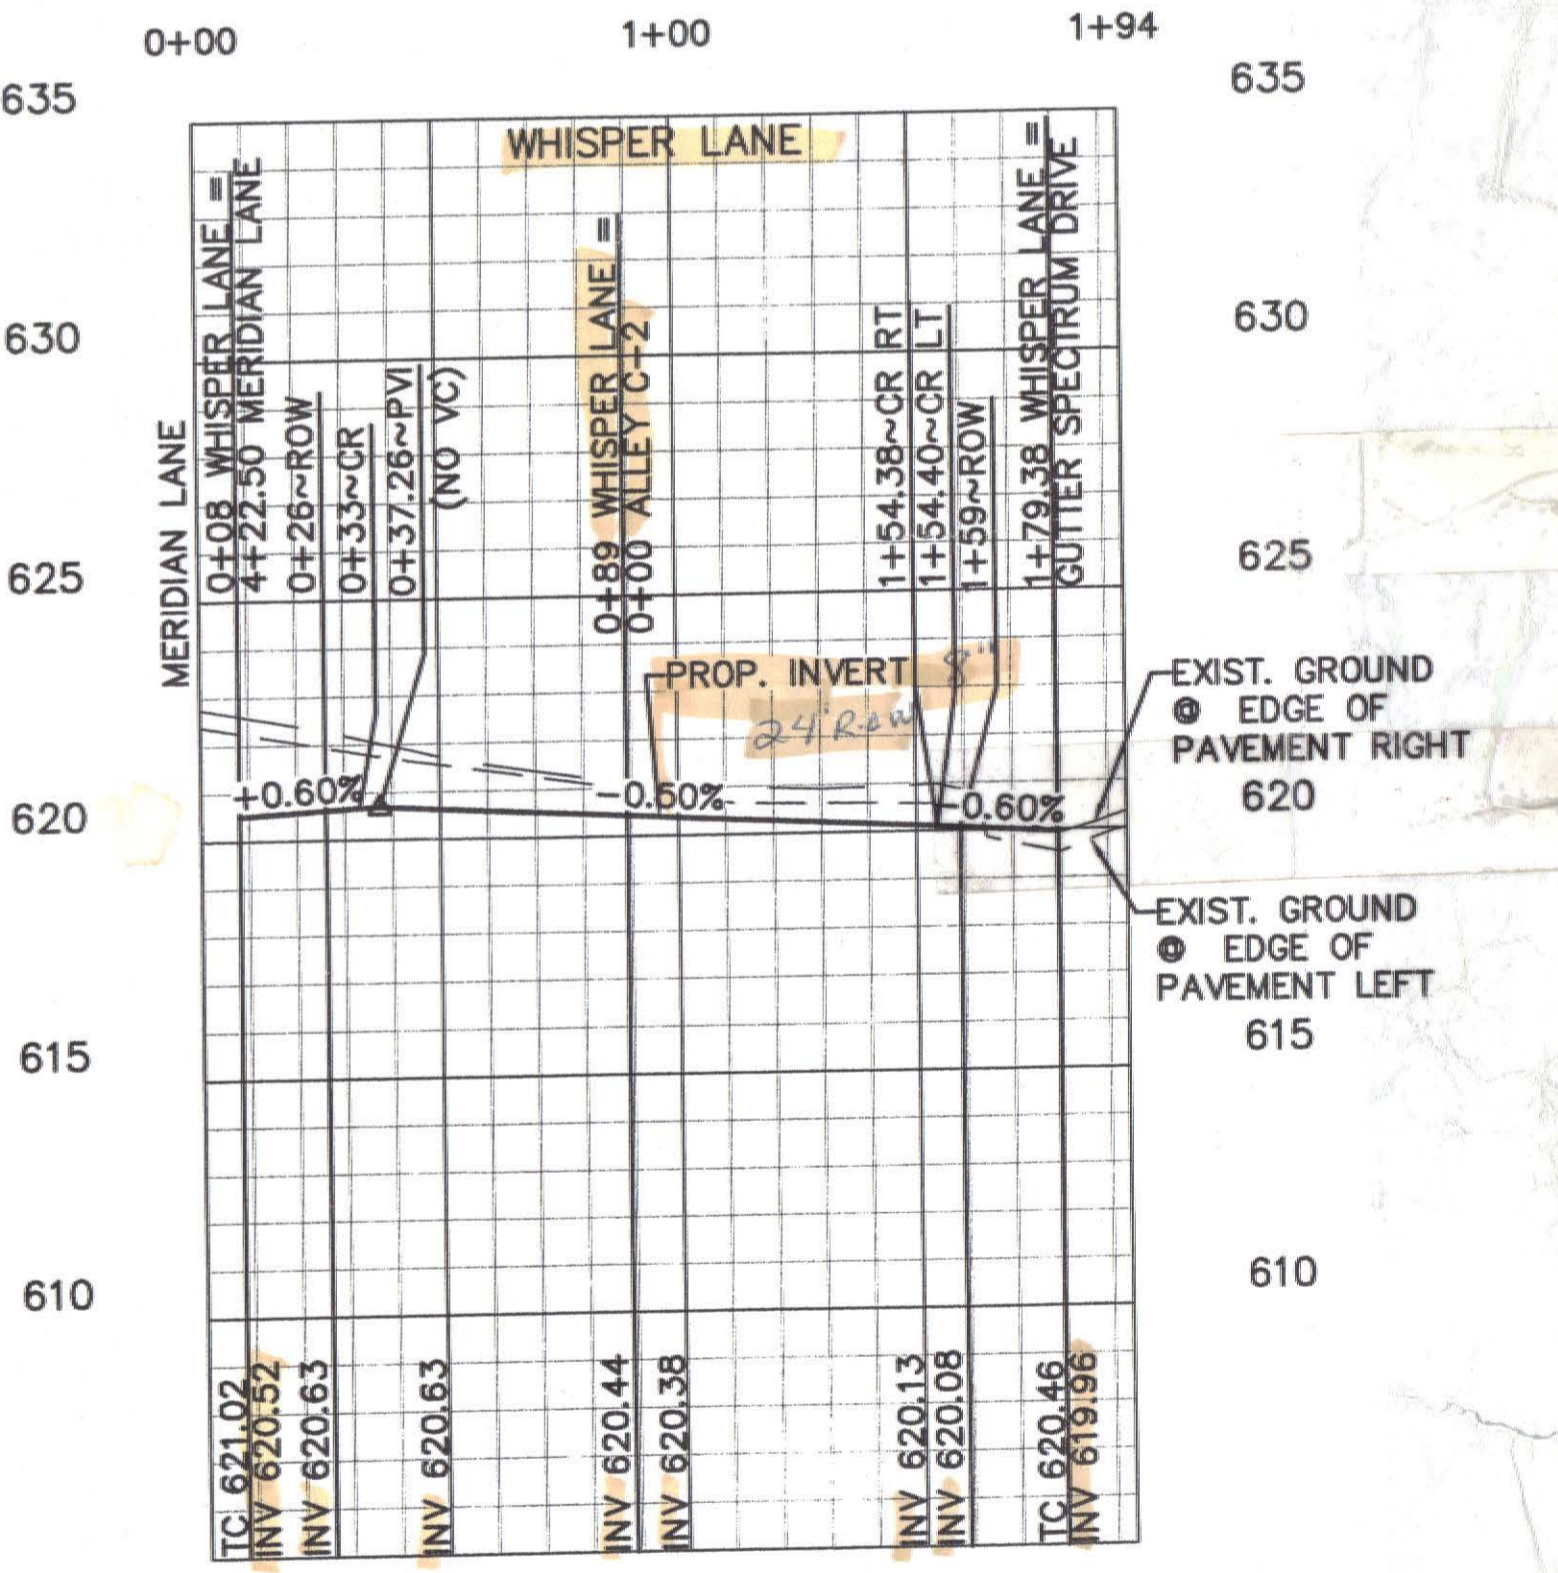 0+00
1+00
1+94
635
635
WHISPER LANE
MERIDIAN LANE
0+08 WHISPER LANE =
4+22.50 MERIDIAN LANE
0+26~ROW
0+33~CR
0+37.26~PVI
(NO VC)
0+89 WHISPER LANE =
0+00 ALLEY C-2
1+54.38~CR RT
1+54.40~CR LT
1+59~ROW
1+79.38 WHISPER LANE =
GUTTER SPECTRUM DRIVE
630
630
625
625
PROP. INVERT 8"
24' Row
EXIST. GROUND
@ EDGE OF
PAVEMENT RIGHT
620
620
+0.60%
-0.60%
-0.60%
EXIST. GROUND
@ EDGE OF
PAVEMENT LEFT
615
615
610
610
TC 621.02
INV 620.52
INV 620.63
INV 620.63
INV 620.44
INV 620.38
INV 620.13
INV 620.08
TC 620.46
INV 619.96